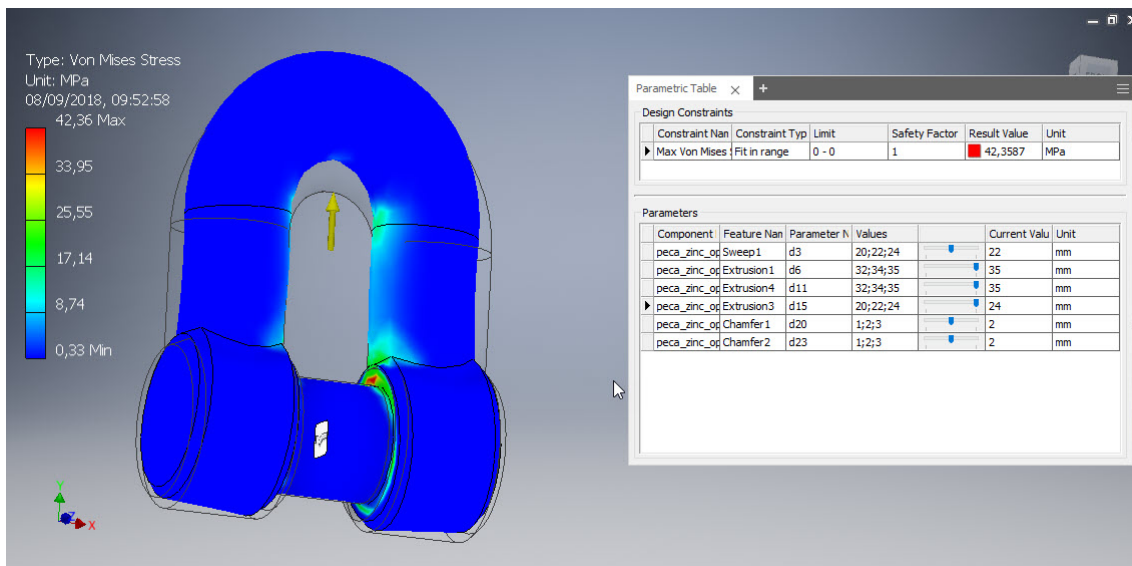 Type: Von Mises Stress
Unit: MPa
08/09/2018, 09:52:58
42,36 Max
33,95
25,55
17,14
8,74
0,33 Min
Y
Z
X
Parametric Table
Design Constraints
Constraint Nan Constraint Typ Limit Safety Factor Result Value Unit
Max Von Mises Fit in range 0 - 0 1 42,3587 MPa
Parameters
Component Feature Nan Parameter N Values Current Valu Unit
peca_zinc_op Sweep1 d3 20;22;24 22 mm
peca_zinc_op Extrusion1 d6 32;34;35 35 mm
peca_zinc_op Extrusion4 d11 32;34;35 35 mm
peca_zinc_op Extrusion3 d15 20;22;24 24 mm
peca_zinc_op Chamfer1 d20 1;2;3 2 mm
peca_zinc_op Chamfer2 d23 1;2;3 2 mm